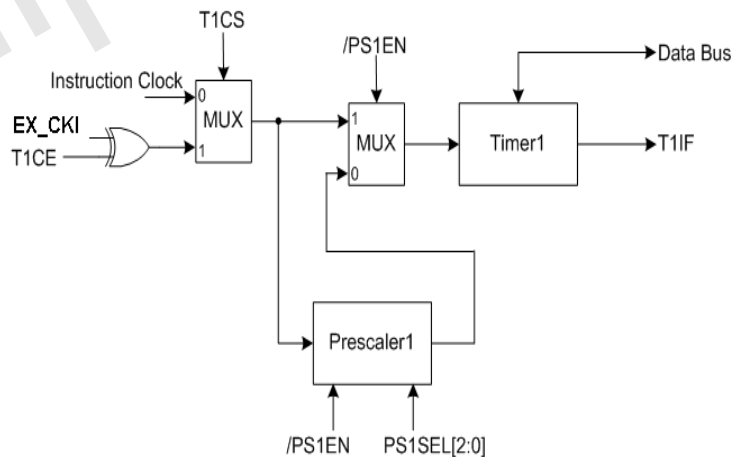 T1CS
/PS1EN
Data Bus
Instruction Clock
0
MUX
1
EX_CKI
T1CE
1
MUX
0
Timer1
T1IF
Prescaler1
/PS1EN
PS1SEL[2:0]